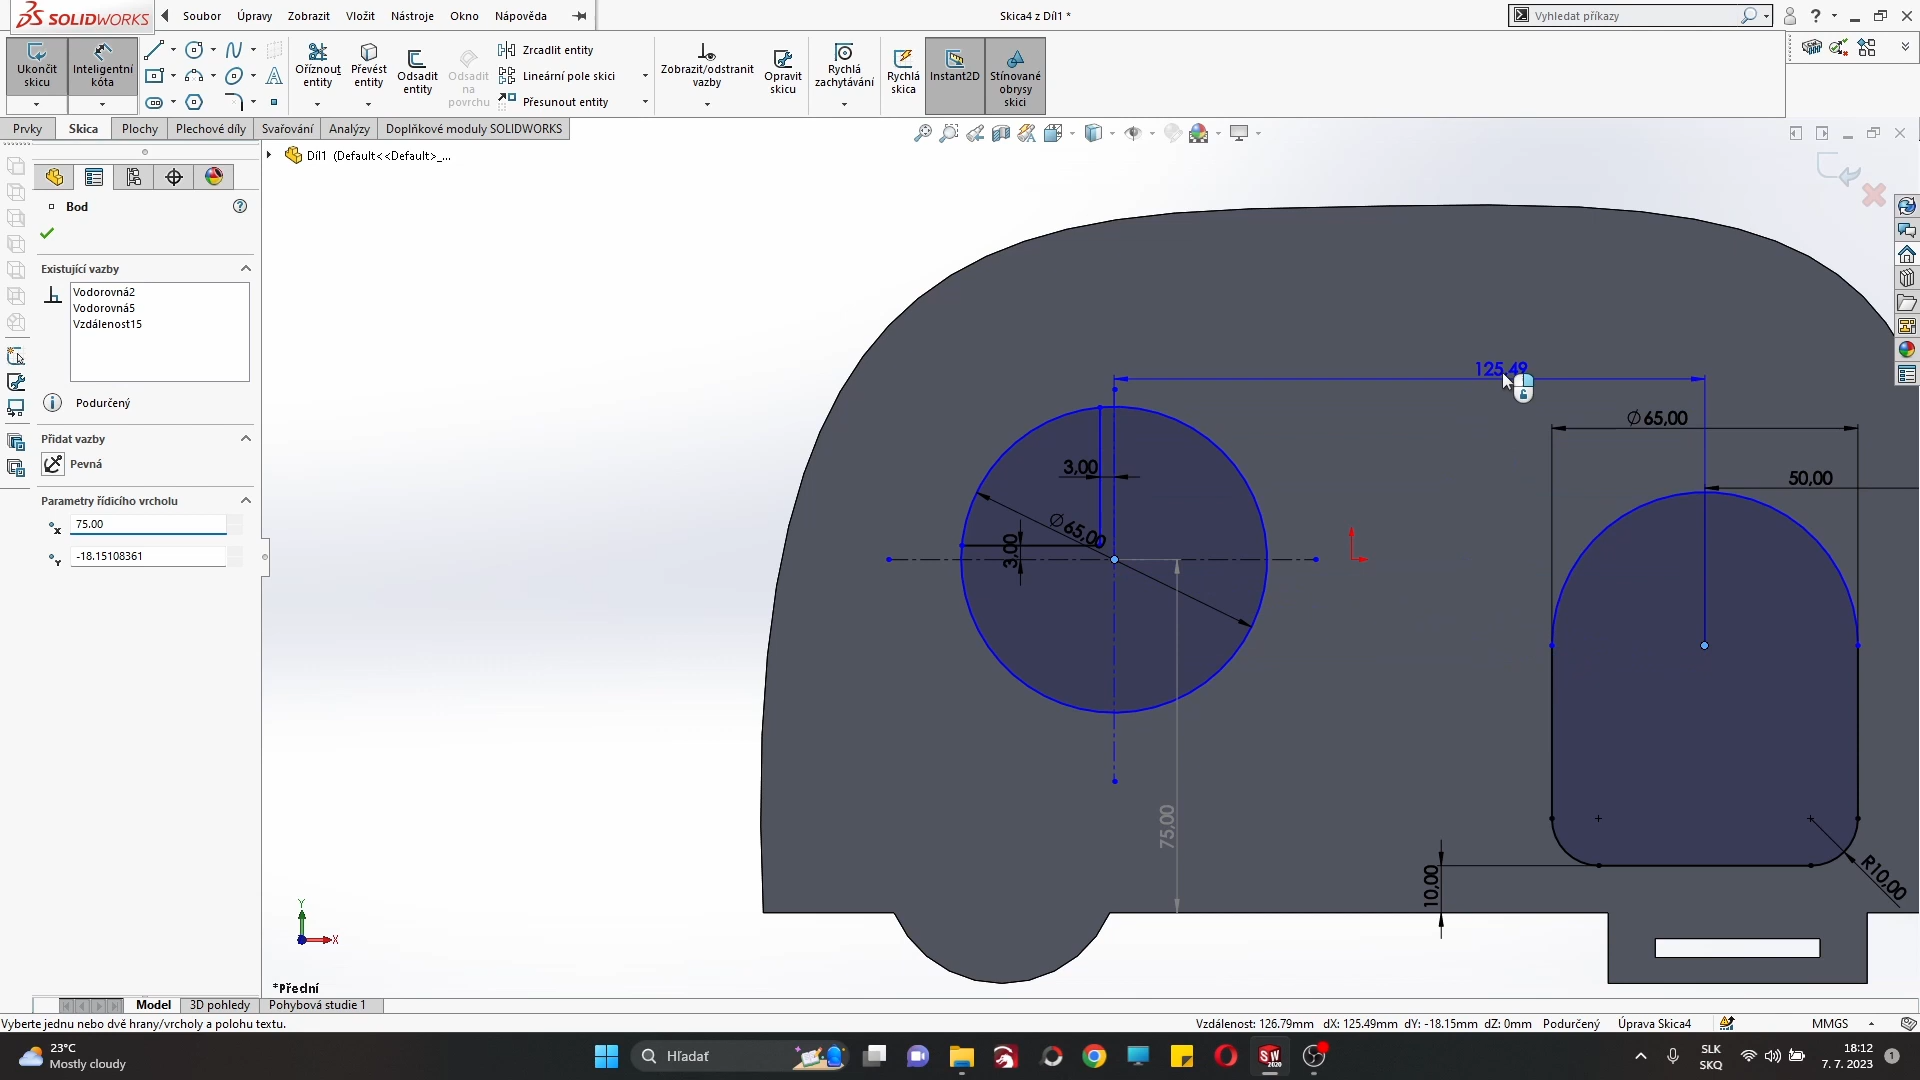 SOLIDWORKS
Soubor Úpravy Zobrazit Vložit Nástroje Okno Nápověda
Skica4 z Díl1 *
Vyhledat příkazy
Ukončit skicu
Inteligentní kóta
Oříznout entity
Převést entity
Odsadit entity
Odsadit na povrchu
Zrcadlit entity
Lineární pole skici
Přesunout entity
Zobrazit/odstranit vazby
Opravit skicu
Rychlá zachytávání
Rychlá skica
Instant2D
Stínované obrysy skici
Prvky Skica Plochy Plechové díly Svařování Analýzy Doplňkové moduly SOLIDWORKS
Díl1 (Default<<Default>_...
Bod
Existující vazby
Vodorovná2
Vodorovná5
Vzdálenost15
Podurčený
Přidat vazby
Pevná
Parametry řídicího vrcholu
75.00
-18.15108361
125,49
∅65,00
50,00
3,00
∅65,00
3,00
75,00
10,00
R10,00
Y
X
*Přední
Model 3D pohledy Pohybová studie 1
Vyberte jednu nebo dvě hrany/vrcholy a polohu textu.
Vzdálenost: 126.79mm dX: 125.49mm dY: -18.15mm dZ: 0mm Podurčený Úprava Skica4 MMGS
23°C
Mostly cloudy
Hľadať
SW
2020
SLK
SKQ
18:12
7. 7. 2023
1